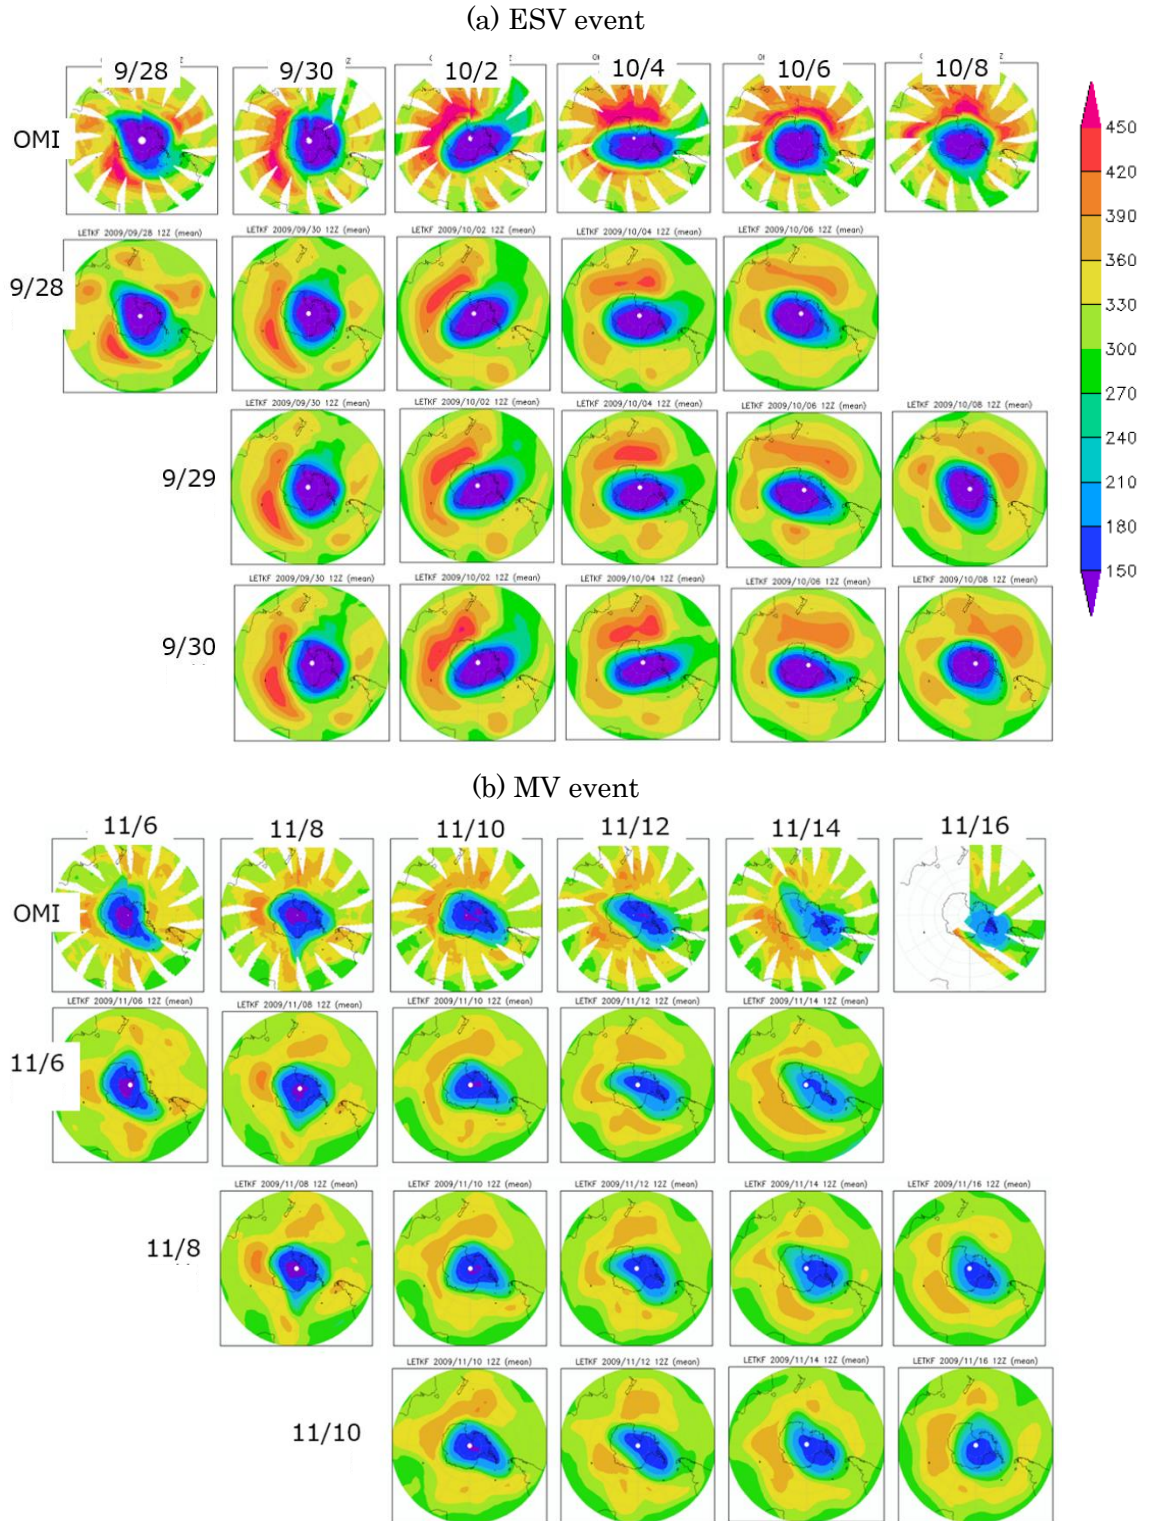 (a) ESV event
9/28 9/30 10/2 10/4 10/6 10/8
OMI
450
420
390
360
330
300
270
240
210
180
150
LETKF 2009/09/28 12Z (mean) LETKF 2009/09/30 12Z (mean) LETKF 2009/10/02 12Z (mean) LETKF 2009/10/04 12Z (mean) LETKF 2009/10/06 12Z (mean)
9/28
LETKF 2009/09/30 12Z (mean) LETKF 2009/10/02 12Z (mean) LETKF 2009/10/04 12Z (mean) LETKF 2009/10/06 12Z (mean) LETKF 2009/10/08 12Z (mean)
9/29
LETKF 2009/09/30 12Z (mean) LETKF 2009/10/02 12Z (mean) LETKF 2009/10/04 12Z (mean) LETKF 2009/10/06 12Z (mean) LETKF 2009/10/08 12Z (mean)
9/30
(b) MV event
11/6 11/8 11/10 11/12 11/14 11/16
OMI
LETKF 2009/11/06 12Z (mean) LETKF 2009/11/08 12Z (mean) LETKF 2009/11/10 12Z (mean) LETKF 2009/11/12 12Z (mean) LETKF 2009/11/14 12Z (mean)
11/6
LETKF 2009/11/08 12Z (mean) LETKF 2009/11/10 12Z (mean) LETKF 2009/11/12 12Z (mean) LETKF 2009/11/14 12Z (mean) LETKF 2009/11/16 12Z (mean)
11/8
LETKF 2009/11/10 12Z (mean) LETKF 2009/11/12 12Z (mean) LETKF 2009/11/14 12Z (mean) LETKF 2009/11/16 12Z (mean)
11/10